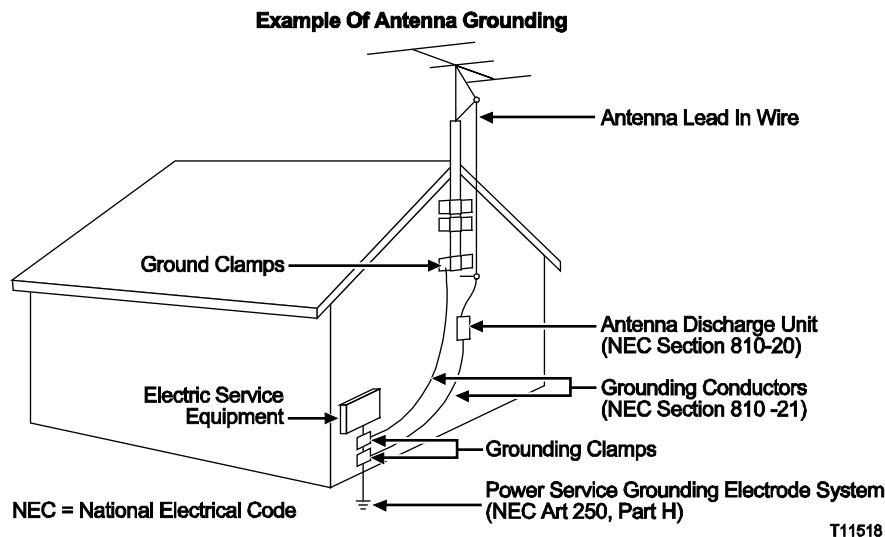 Example Of Antenna Grounding
Antenna Lead In Wire
Ground Clamps
Antenna Discharge Unit
(NEC Section 810-20)
Electric Service
Equipment
Grounding Conductors
(NEC Section 810 -21)
Grounding Clamps
Power Service Grounding Electrode System
(NEC Art 250, Part H)
NEC = National Electrical Code
T11518